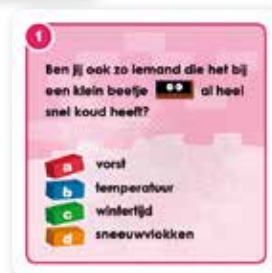 1
Ben jij ook zo iemand die het bij
een klein beetje al heel
snel koud heeft?
a vorst
b temperatuur
c wintertijd
d sneeuwvlokken